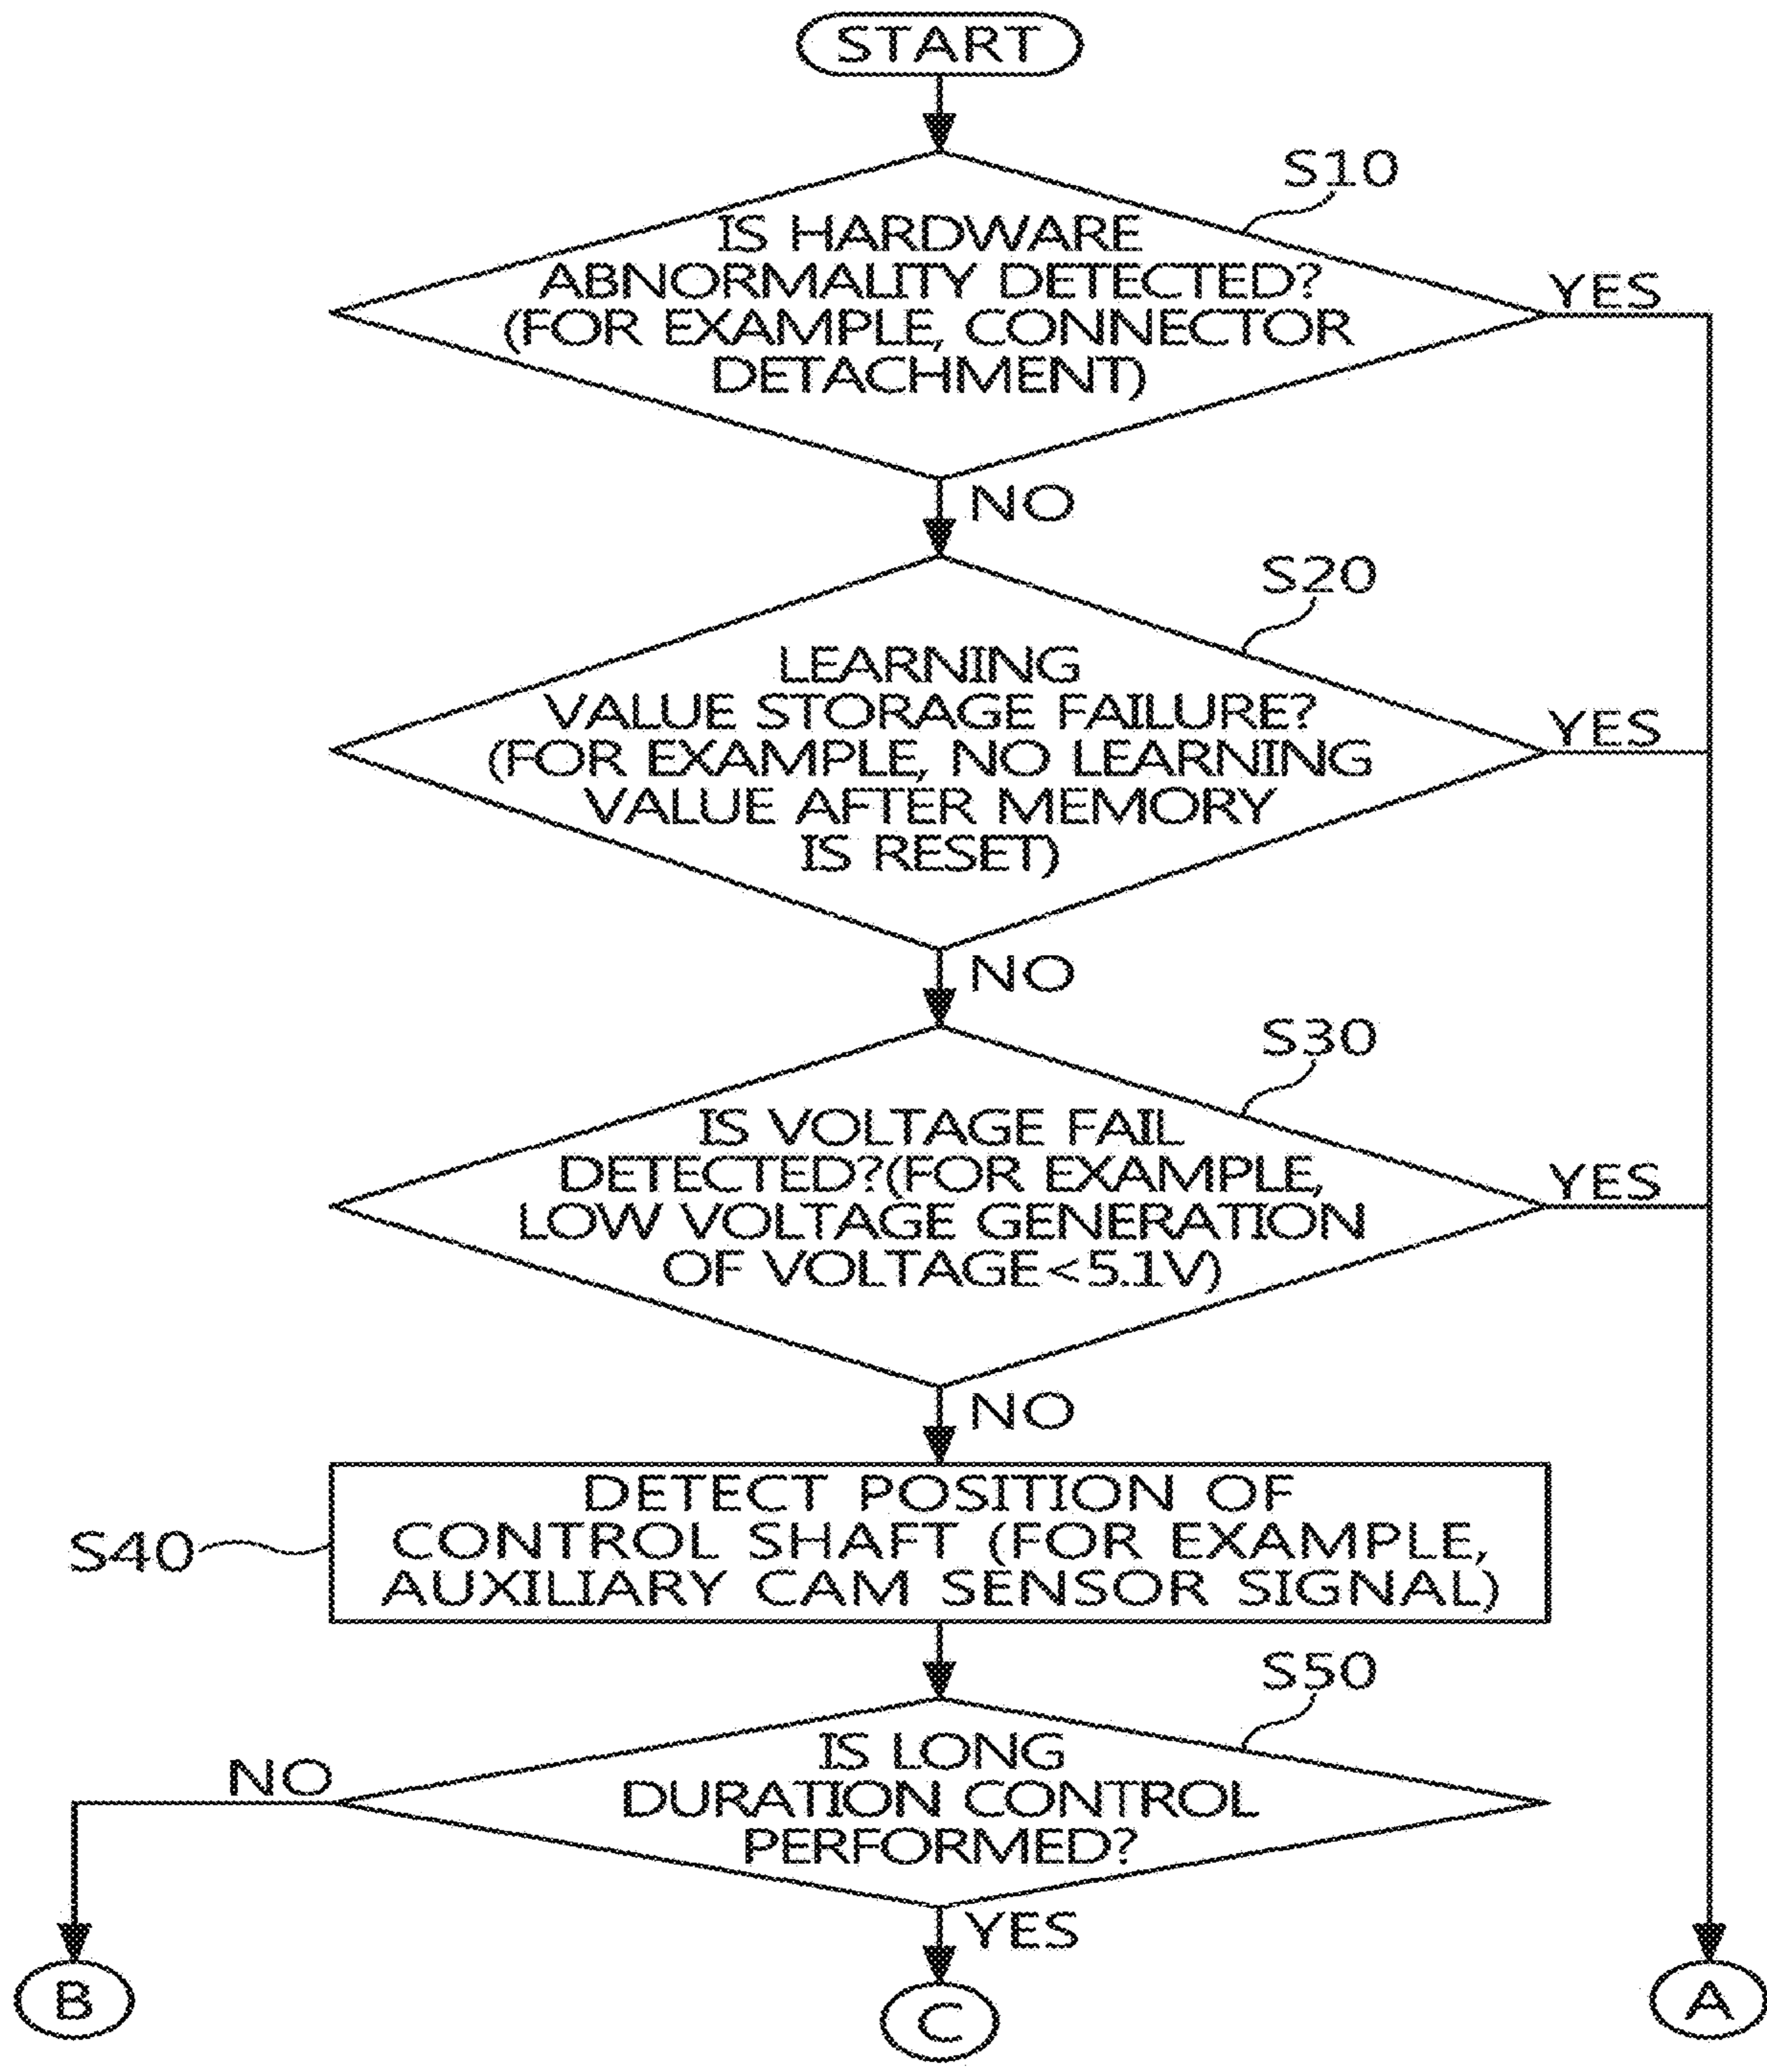 START
S10
IS HARDWARE
ABNORMALITY DETECTED?
(FOR EXAMPLE, CONNECTOR
DETACHMENT)
YES
NO
S20
LEARNING
VALUE STORAGE FAILURE?
(FOR EXAMPLE, NO LEARNING
VALUE AFTER MEMORY
IS RESET)
YES
NO
S30
IS VOLTAGE FAIL
DETECTED?(FOR EXAMPLE,
LOW VOLTAGE GENERATION
OF VOLTAGE<5.1V)
YES
NO
S40
DETECT POSITION OF
CONTROL SHAFT (FOR EXAMPLE,
AUXILIARY CAM SENSOR SIGNAL)
S50
IS LONG
DURATION CONTROL
PERFORMED?
NO
YES
B
C
A